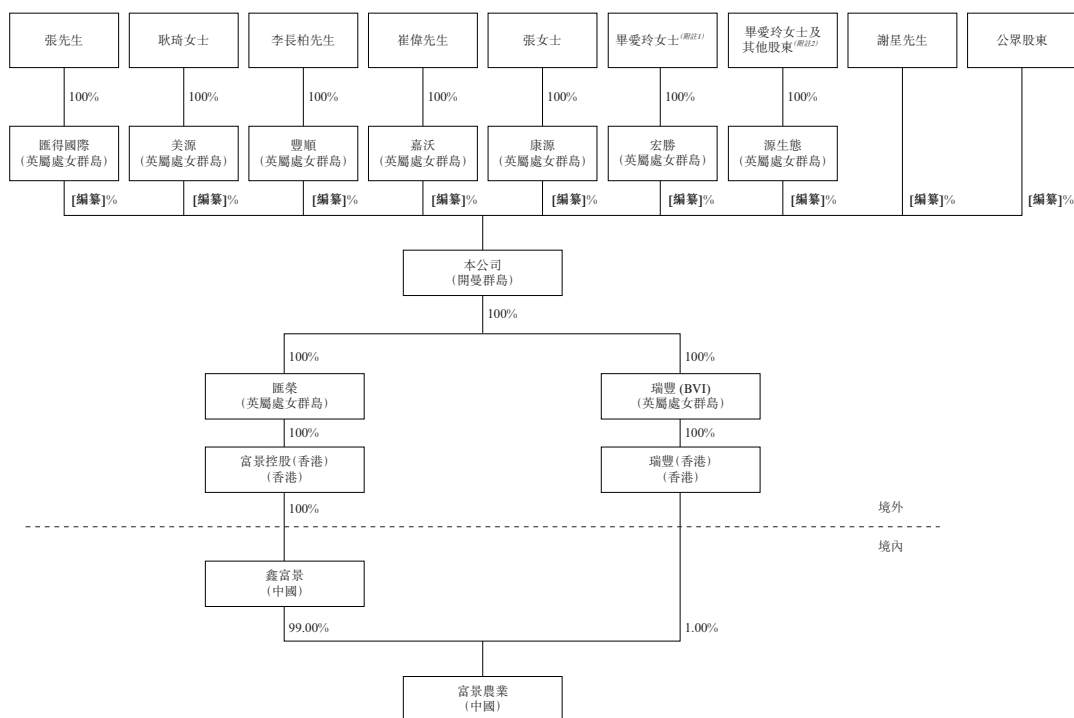 張先生
耿琦女士
李長柏先生
崔偉先生
張女士
畢愛玲女士(附註1)
畢愛玲女士及
其他股東(附註2)
謝星先生
公眾股東
100%
100%
100%
100%
100%
100%
100%
匯得國際
(英屬處女群島)
美源
(英屬處女群島)
豐順
(英屬處女群島)
嘉沃
(英屬處女群島)
康源
(英屬處女群島)
宏勝
(英屬處女群島)
源生態
(英屬處女群島)
[編纂]%
[編纂]%
[編纂]%
[編纂]%
[編纂]%
[編纂]%
[編纂]%
[編纂]%
[編纂]%
本公司
(開曼群島)
100%
100%
100%
匯榮
(英屬處女群島)
瑞豐 (BVI)
(英屬處女群島)
100%
100%
富景控股(香港)
(香港)
瑞豐(香港)
(香港)
100%
境外
境內
鑫富景
(中國)
99.00%
1.00%
富景農業
(中國)